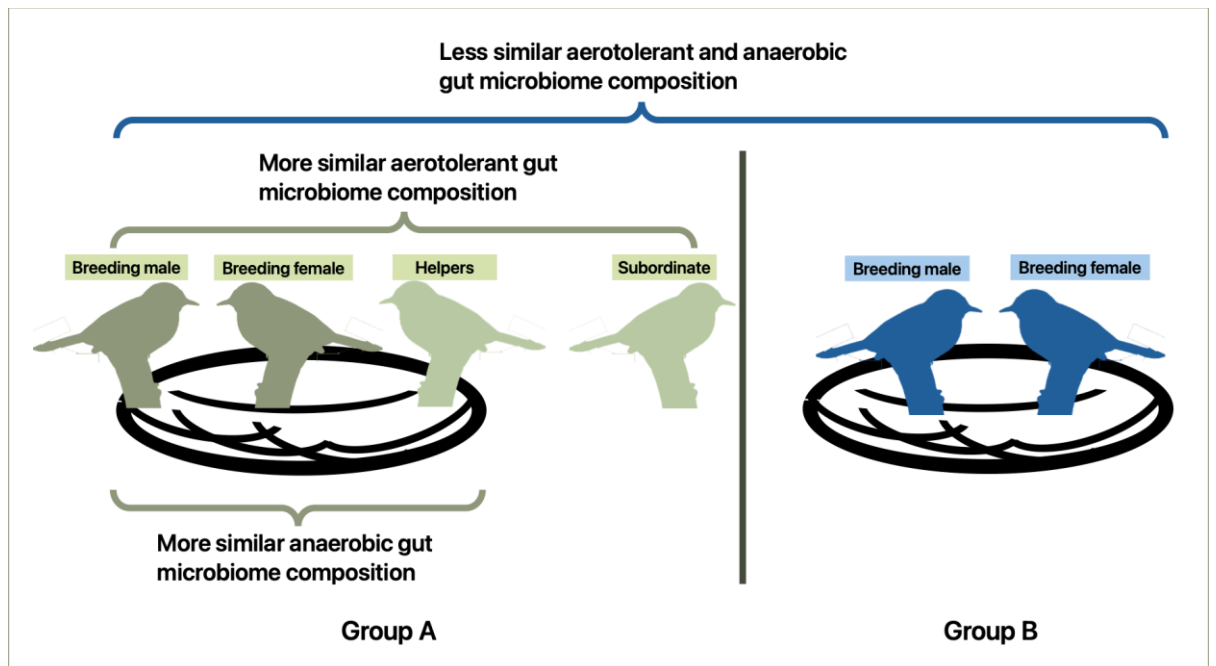 Less similar aerotolerant and anaerobic
gut microbiome composition
More similar aerotolerant gut
microbiome composition
Breeding male
Breeding female
Helpers
Subordinate
Breeding male
Breeding female
More similar anaerobic gut
microbiome composition
Group A
Group B